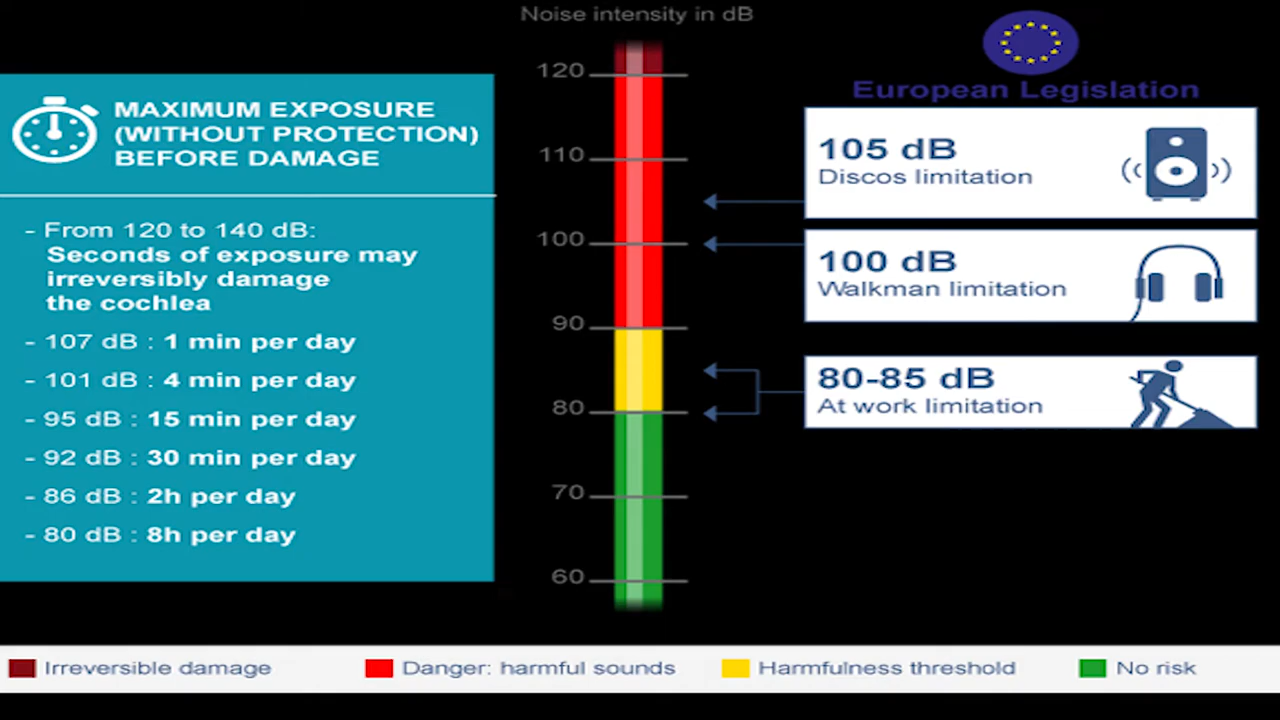 Noise intensity in dB
MAXIMUM EXPOSURE
(WITHOUT PROTECTION)
BEFORE DAMAGE
- From 120 to 140 dB:
Seconds of exposure may
irreversibly damage
the cochlea
- 107 dB : 1 min per day
- 101 dB : 4 min per day
- 95 dB : 15 min per day
- 92 dB : 30 min per day
- 86 dB : 2h per day
- 80 dB : 8h per day
120
110
100
90
80
70
60
European Legislation
105 dB
Discos limitation
100 dB
Walkman limitation
80-85 dB
At work limitation
Irreversible damage
Danger: harmful sounds
Harmfulness threshold
No risk